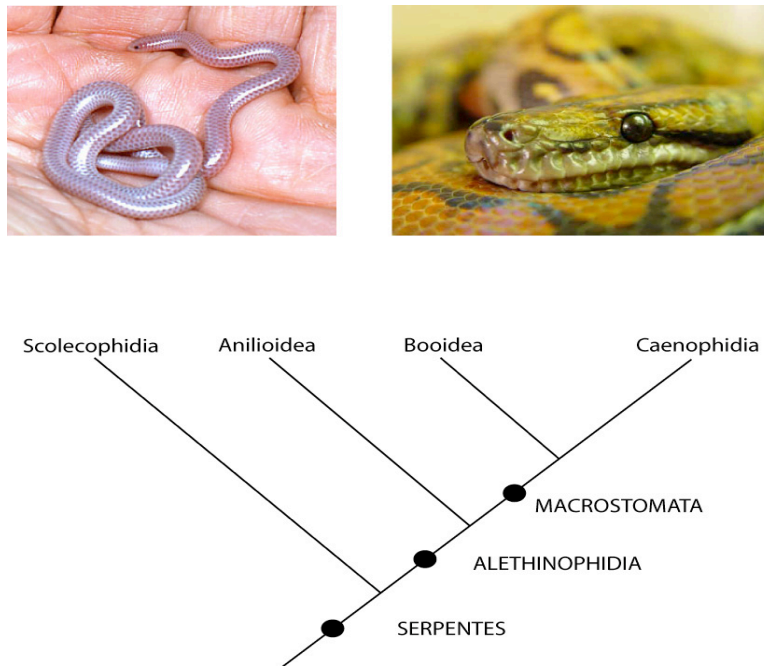 Scolecophidia
Anilioidea
Booidea
Caenophidia
MACROSTOMATA
ALETHINOPHIDIA
SERPENTES